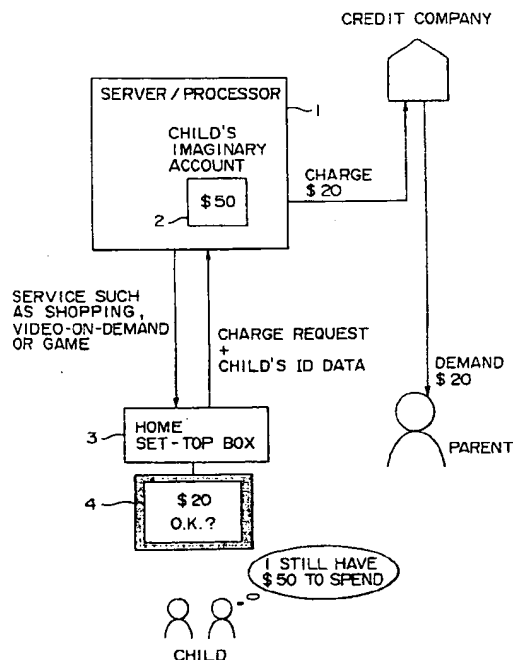 CREDIT COMPANY
SERVER/PROCESSOR
1
CHILD'S
IMAGINARY
ACCOUNT
2
$50
CHARGE
$20
SERVICE SUCH
AS SHOPPING,
VIDEO-ON-DEMAND
OR GAME
CHARGE REQUEST
+
CHILD'S ID DATA
DEMAND
$20
3
HOME
SET-TOP BOX
PARENT
4
$20
O.K.?
I STILL HAVE
$50 TO SPEND
CHILD